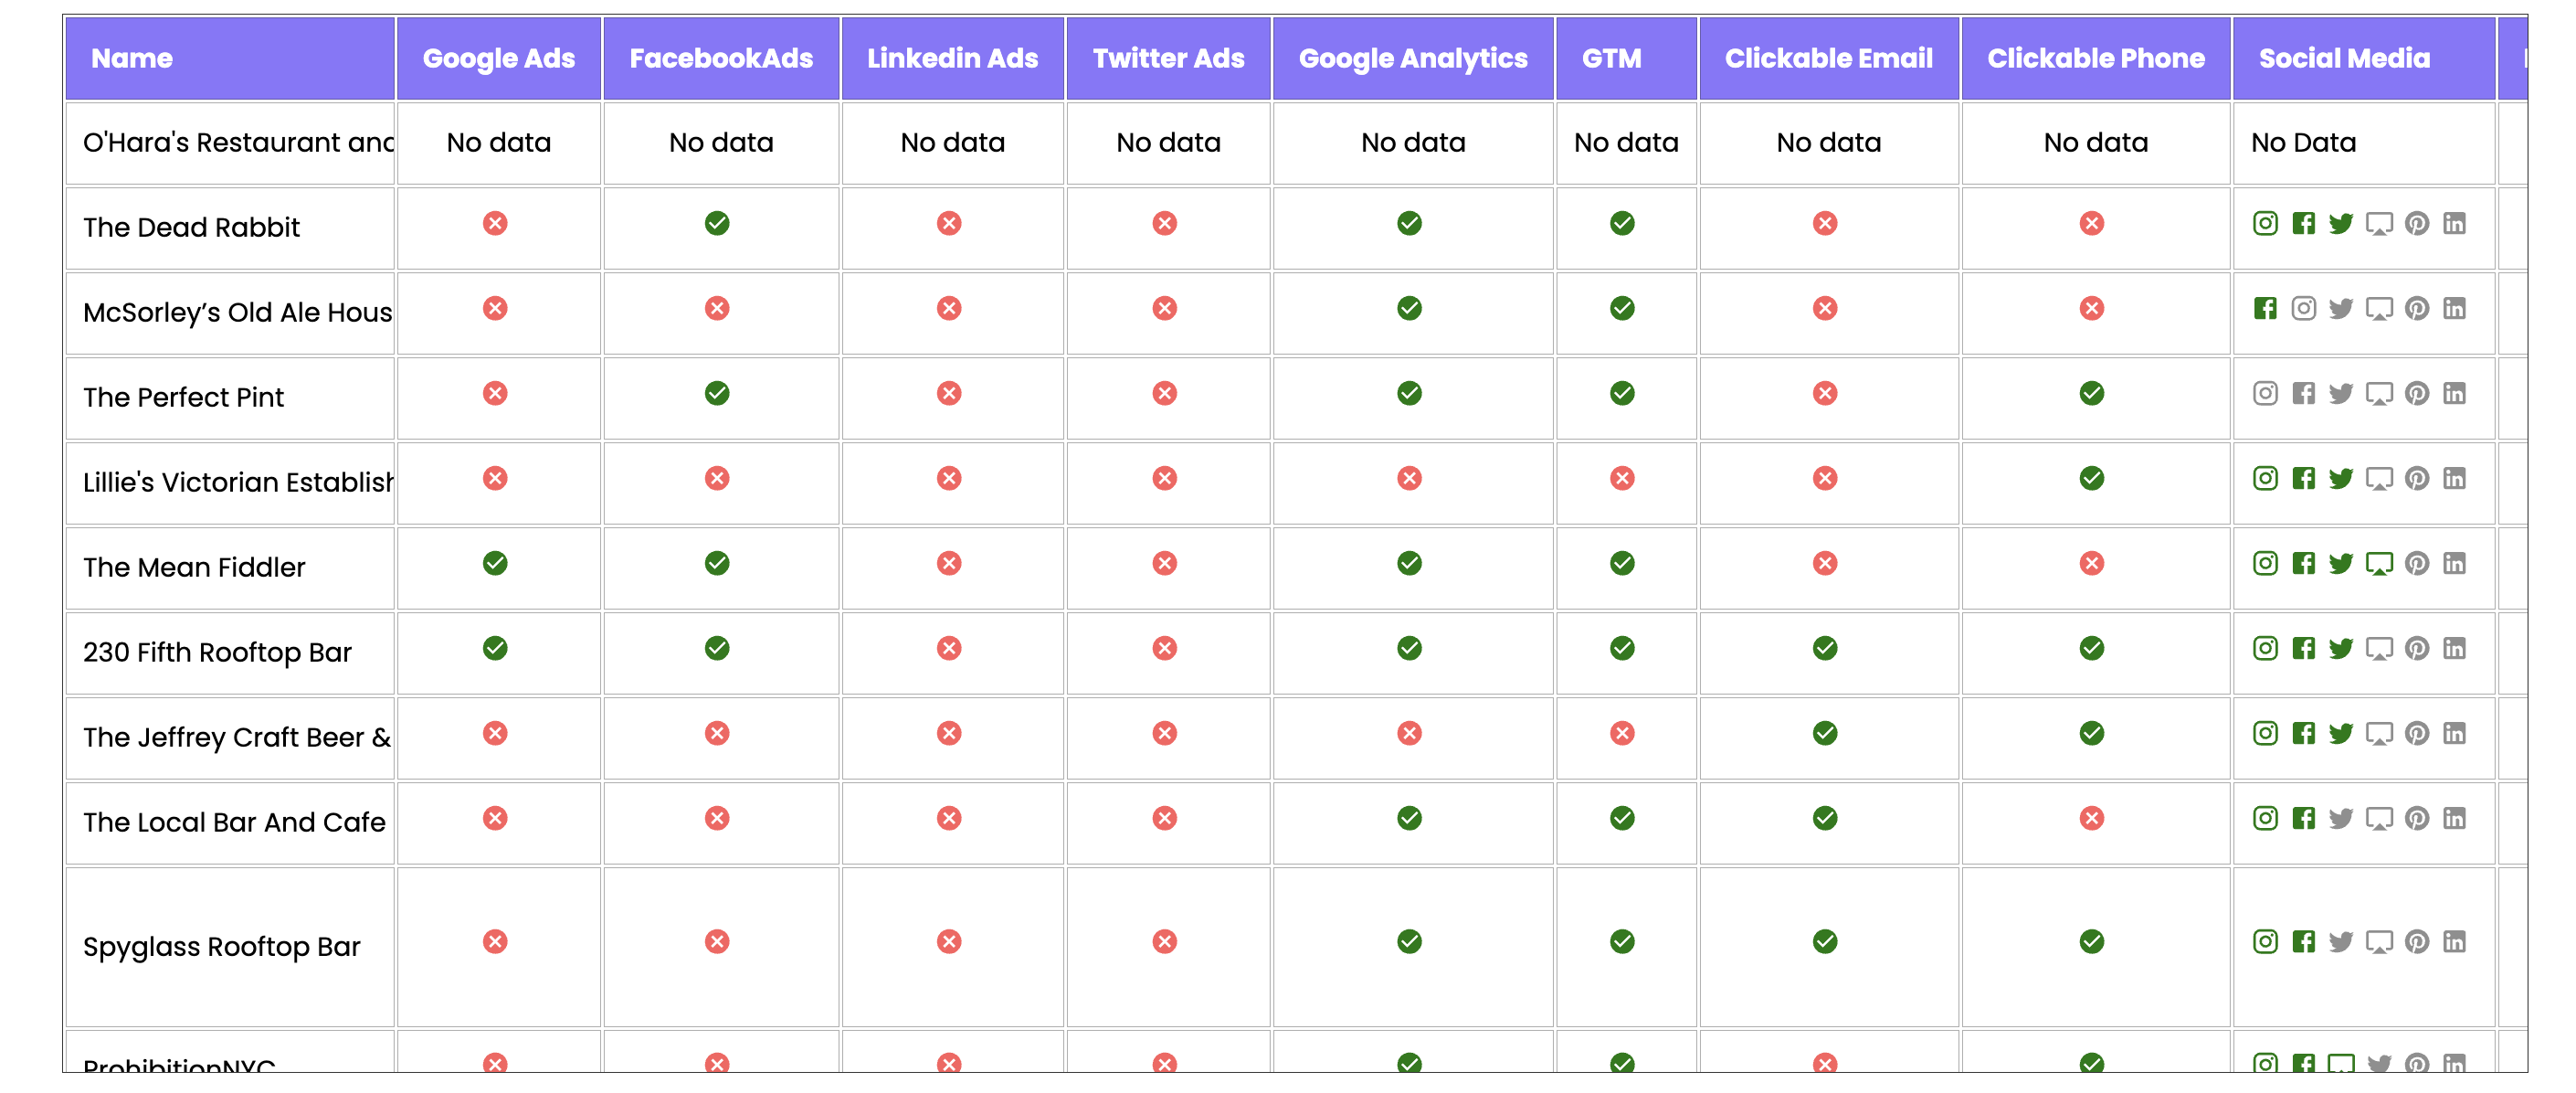 Name Google Ads FacebookAds Linkedin Ads Twitter Ads Google Analytics GTM Clickable Email Clickable Phone Social Media
O'Hara's Restaurant and No data No data No data No data No data No data No data No data No Data
The Dead Rabbit
McSorley’s Old Ale Hous
The Perfect Pint
Lillie's Victorian Establish
The Mean Fiddler
230 Fifth Rooftop Bar
The Jeffrey Craft Beer &
The Local Bar And Cafe
Spyglass Rooftop Bar
ProhibitionNYC